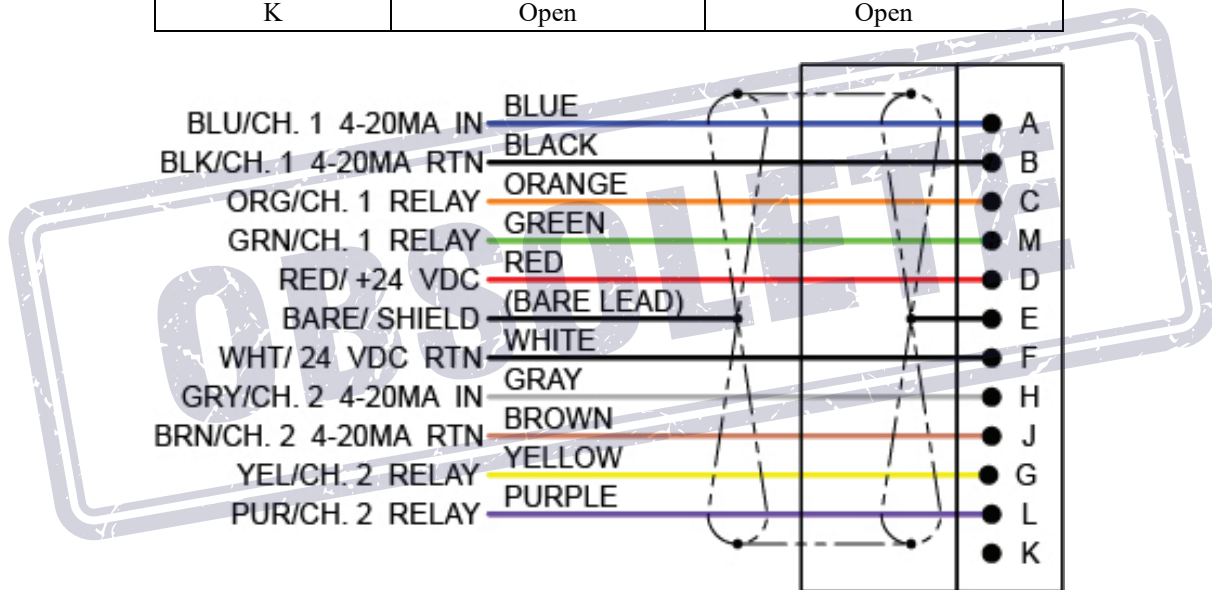 K Open Open
BLUE
BLU/CH. 1 4-20MA IN A
BLACK
BLK/CH. 1 4-20MA RTN B
ORANGE
ORG/CH. 1 RELAY C
GREEN
GRN/CH. 1 RELAY M
RED
RED/ +24 VDC D
(BARE LEAD)
BARE/ SHIELD E
WHITE
WHT/ 24 VDC RTN F
GRAY
GRY/CH. 2 4-20MA IN H
BROWN
BRN/CH. 2 4-20MA RTN J
YELLOW
YEL/CH. 2 RELAY G
PURPLE
PUR/CH. 2 RELAY L
K
OBSOLETE